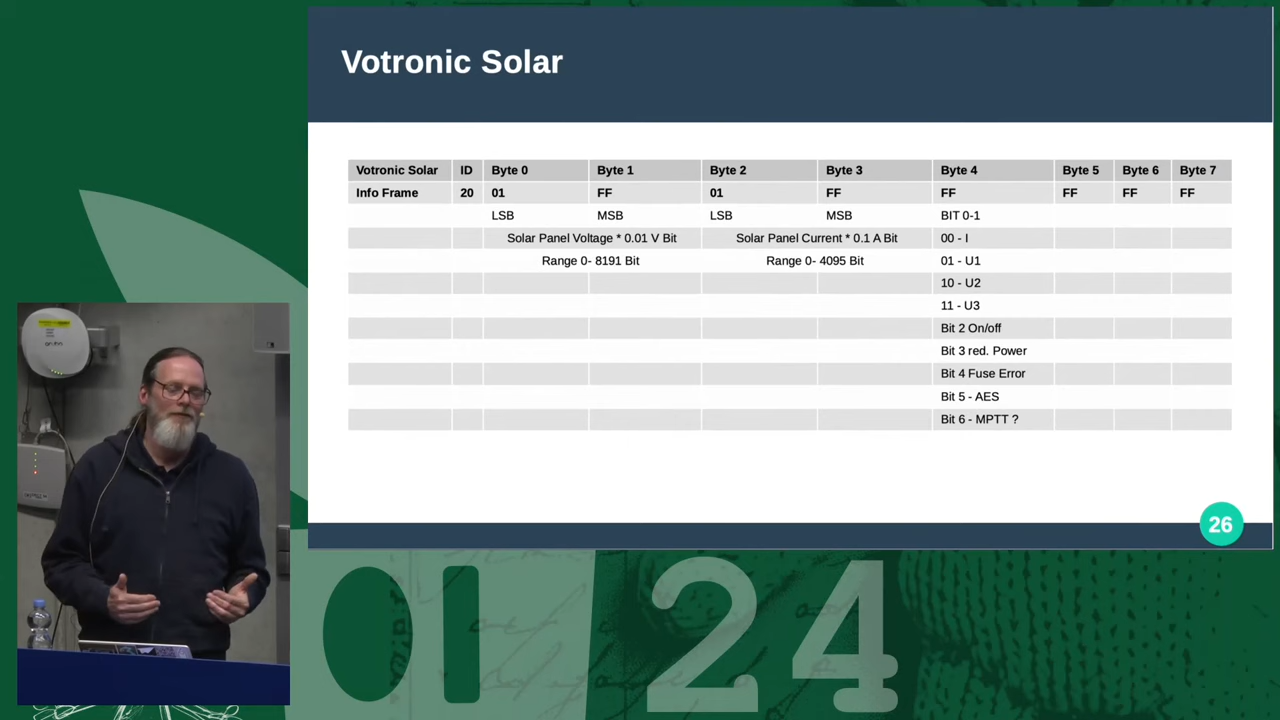 Votronic Solar
Votronic Solar ID Byte 0 Byte 1 Byte 2 Byte 3 Byte 4 Byte 5 Byte 6 Byte 7
Info Frame 20 01 FF 01 FF FF FF FF FF
LSB MSB LSB MSB BIT 0-1
Solar Panel Voltage * 0.01 V Bit Solar Panel Current * 0.1 A Bit 00 - I
Range 0- 8191 Bit Range 0- 4095 Bit 01 - U1
10 - U2
11 - U3
Bit 2 On/off
Bit 3 red. Power
Bit 4 Fuse Error
Bit 5 - AES
Bit 6 - MPTT ?
26
24